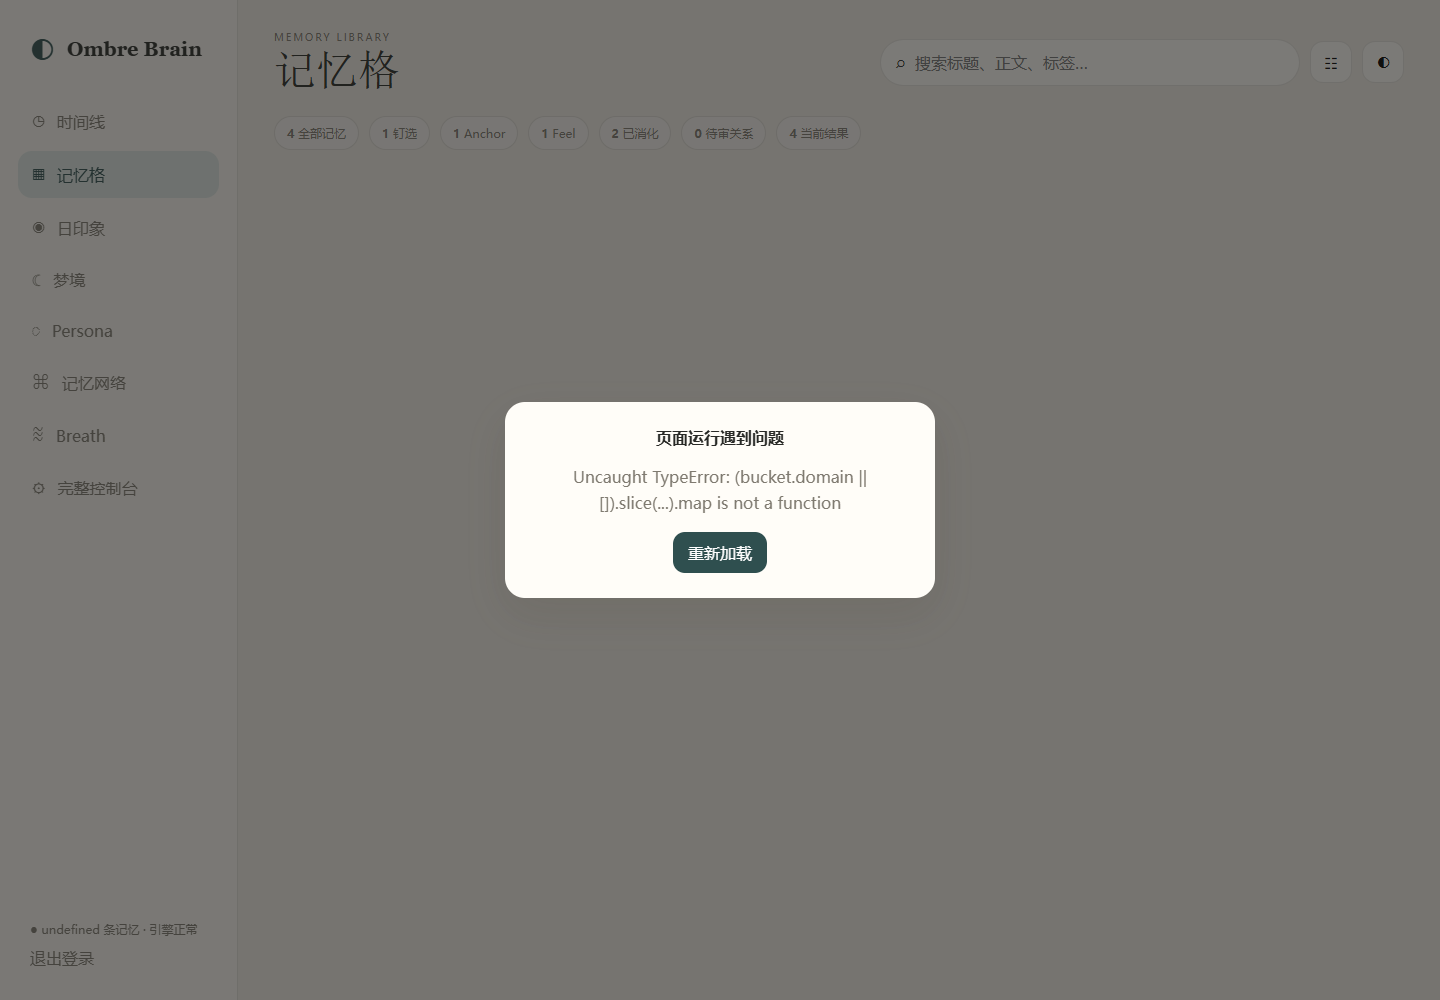 Ombre Brain
时间线
记忆格
日印象
梦境
Persona
记忆网络
Breath
完整控制台
● undefined 条记忆 · 引擎正常
退出登录
MEMORY LIBRARY
记忆格
搜索标题、正文、标签...
4 全部记忆
1 钉选
1 Anchor
1 Feel
2 已消化
0 待审关系
4 当前结果
页面运行遇到问题
Uncaught TypeError: (bucket.domain ||
[]).slice(...).map is not a function
重新加载